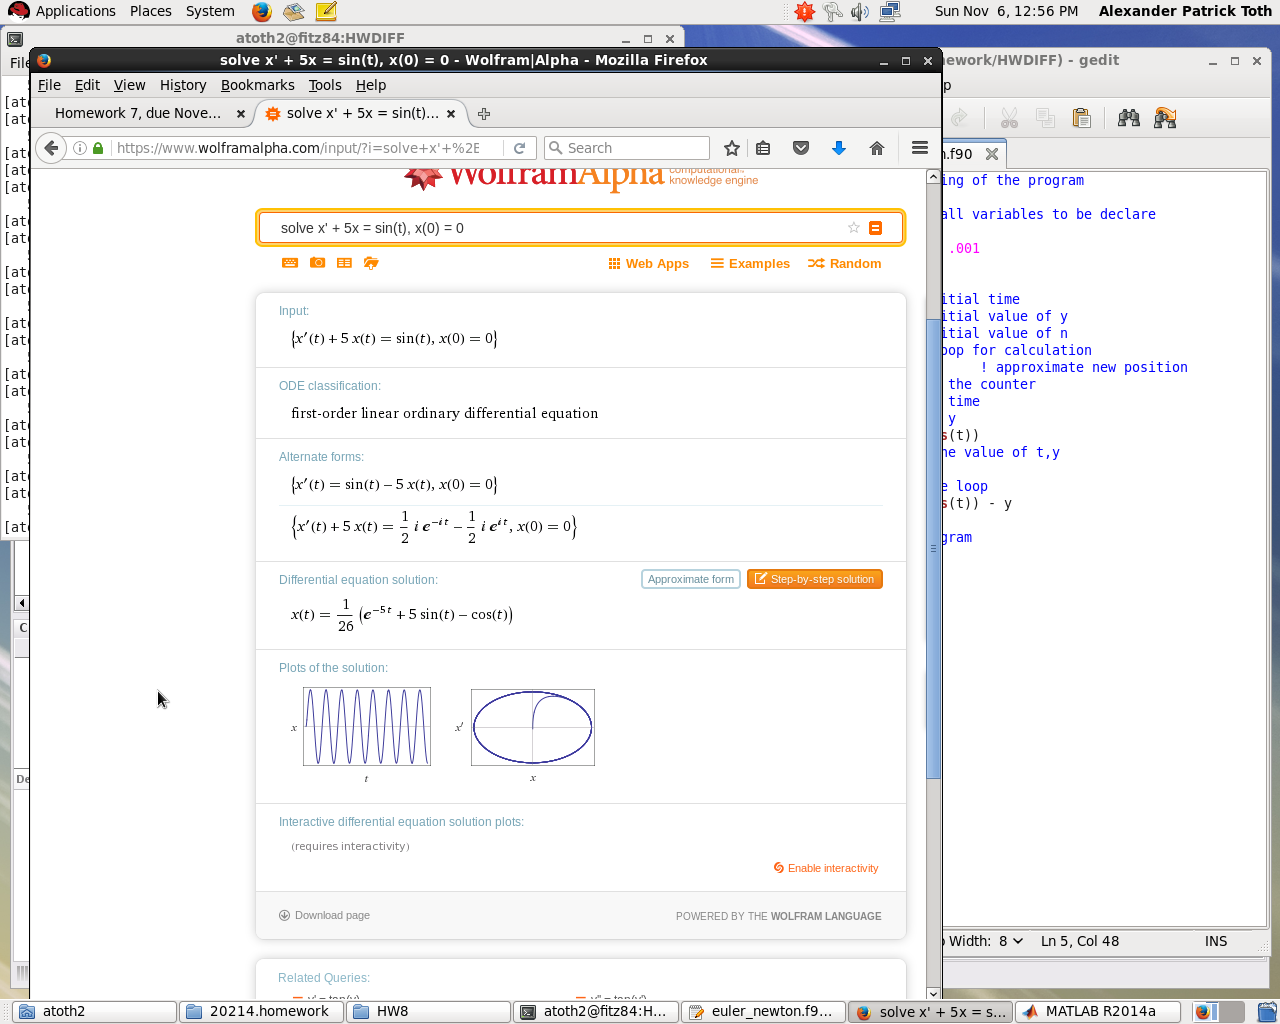 Applications Places System
Sun Nov 6, 12:56 PM Alexander Patrick Toth
atoth2@fitz84:HWDIFF
work/HWDIFF) - gedit
solve x' + 5x = sin(t), x(0) = 0 - Wolfram|Alpha - Mozilla Firefox
File Edit View History Bookmarks Tools Help
Homework 7, due Nove...
solve x' + 5x = sin(t)...
https://www.wolframalpha.com/input/?i=solve+x'+%2E
Search
WolframAlpha computational knowledge engine
solve x' + 5x = sin(t), x(0) = 0
Web Apps Examples Random
Input:
{x′(t) + 5 x(t) = sin(t), x(0) = 0}
ODE classification:
first-order linear ordinary differential equation
Alternate forms:
{x′(t) = sin(t) − 5 x(t), x(0) = 0}
{x′(t) + 5 x(t) = 1/2 i e^(−i t) − 1/2 i e^(i t), x(0) = 0}
Differential equation solution:
Approximate form
Step-by-step solution
x(t) = 1/26 (e^(−5 t) + 5 sin(t) − cos(t))
Plots of the solution:
x
t
x′
x
Interactive differential equation solution plots:
(requires interactivity)
Enable interactivity
Download page
POWERED BY THE WOLFRAM LANGUAGE
Related Queries:
.f90
ing of the program
all variables to be declare
.001
itial time
itial value of y
itial value of n
oop for calculation
! approximate new position
the counter
time
y
s(t))
he value of t,y
e loop
s(t)) - y
gram
Width: 8
Ln 5, Col 48
INS
atoth2
20214.homework
HW8
atoth2@fitz84:H...
euler_newton.f9...
solve x' + 5x = s...
MATLAB R2014a